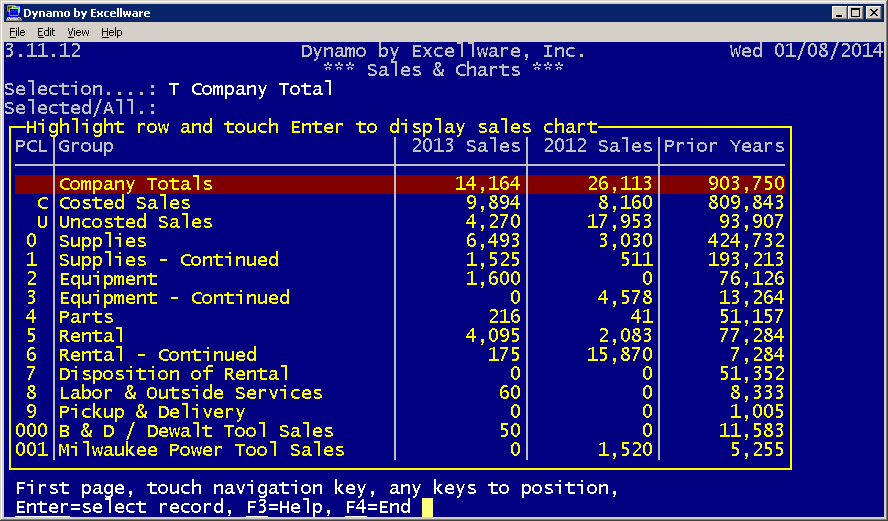 Dynamo by Excellware
File Edit View Help
3.11.12 Dynamo by Excellware, Inc. Wed 01/08/2014
*** Sales & Charts ***
Selection....: T Company Total
Selected/All.:
Highlight row and touch Enter to display sales chart
PCL Group 2013 Sales 2012 Sales Prior Years
Company Totals 14,164 26,113 903,750
C Costed Sales 9,894 8,160 809,843
U Uncosted Sales 4,270 17,953 93,907
0 Supplies 6,493 3,030 424,732
1 Supplies - Continued 1,525 511 193,213
2 Equipment 1,600 0 76,126
3 Equipment - Continued 0 4,578 13,264
4 Parts 216 41 51,157
5 Rental 4,095 2,083 77,284
6 Rental - Continued 175 15,870 7,284
7 Disposition of Rental 0 0 51,352
8 Labor & Outside Services 60 0 8,333
9 Pickup & Delivery 0 0 1,005
000 B & D / Dewalt Tool Sales 50 0 11,583
001 Milwaukee Power Tool Sales 0 1,520 5,255
First page, touch navigation key, any keys to position,
Enter=select record, F3=Help, F4=End